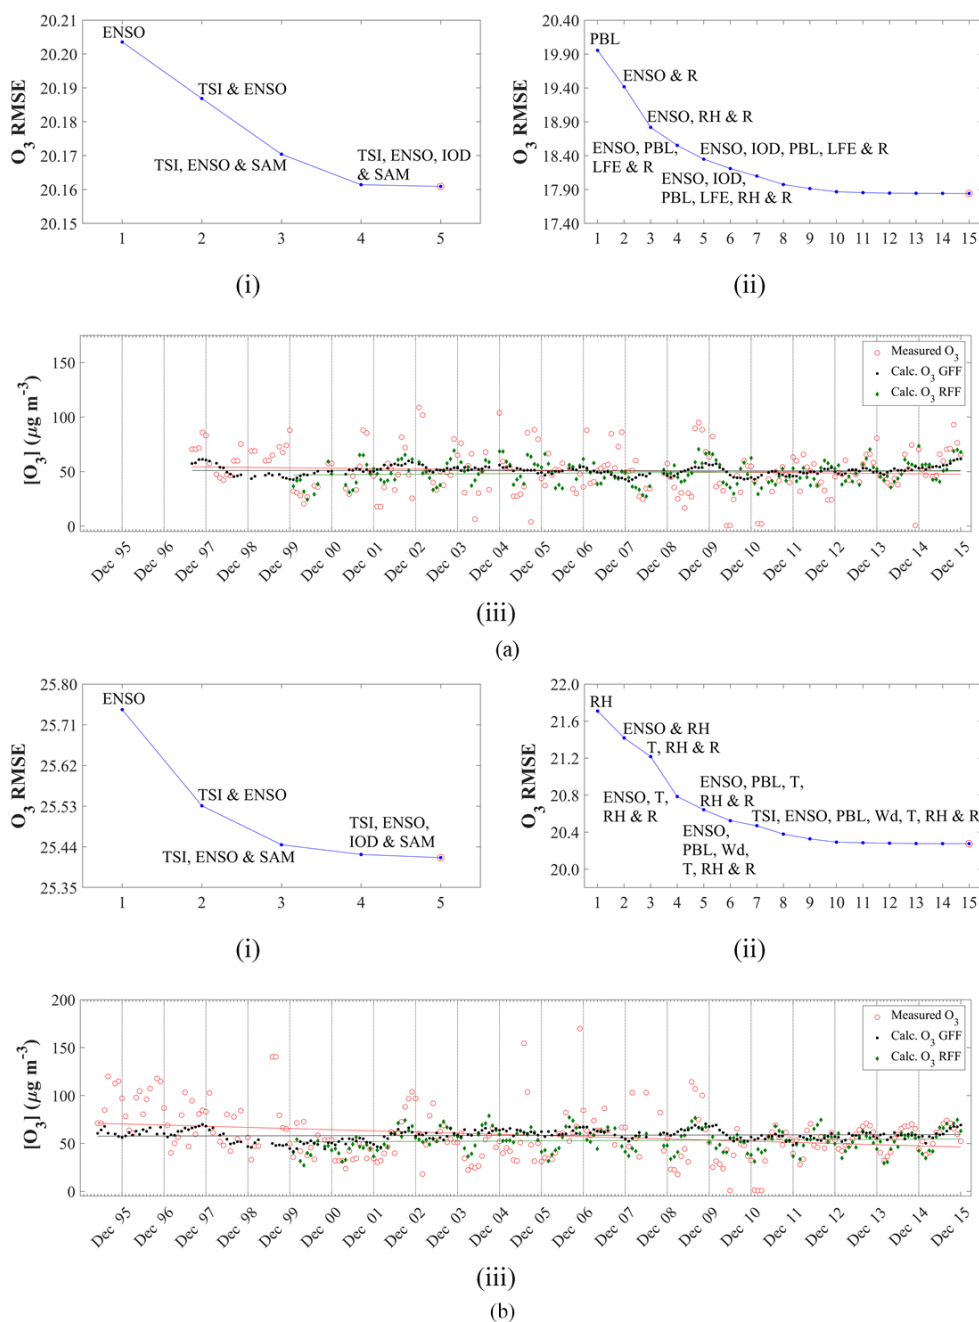 O3 RMSE
20.21
20.20
20.19
20.18
20.17
20.16
20.15
ENSO
TSI & ENSO
TSI, ENSO & SAM
TSI, ENSO, IOD
& SAM
1 2 3 4 5
(i)
O3 RMSE
20.40
19.90
19.40
18.90
18.40
17.90
17.40
PBL
ENSO & R
ENSO, RH & R
ENSO, PBL,
LFE & R
ENSO, IOD, PBL, LFE & R
ENSO, IOD,
PBL, LFE, RH & R
1 2 3 4 5 6 7 8 9 10 11 12 13 14 15
(ii)
[O3] (μg m-3)
150
100
50
0
Measured O3
Calc. O3 GFF
Calc. O3 RFF
Dec 95 Dec 96 Dec 97 Dec 98 Dec 99 Dec 00 Dec 01 Dec 02 Dec 03 Dec 04 Dec 05 Dec 06 Dec 07 Dec 08 Dec 09 Dec 10 Dec 11 Dec 12 Dec 13 Dec 14 Dec 15
(iii)
(a)
O3 RMSE
25.80
25.71
25.62
25.53
25.44
25.35
ENSO
TSI & ENSO
TSI, ENSO & SAM
TSI, ENSO,
IOD & SAM
1 2 3 4 5
(i)
O3 RMSE
22.0
21.6
21.2
20.8
20.4
20.0
RH
ENSO & RH
T, RH & R
ENSO, T,
RH & R
ENSO, PBL, T,
RH & R
ENSO,
PBL, Wd,
T, RH & R
TSI, ENSO, PBL, Wd, T, RH & R
1 2 3 4 5 6 7 8 9 10 11 12 13 14 15
(ii)
[O3] (μg m-3)
200
150
100
50
0
Measured O3
Calc. O3 GFF
Calc. O3 RFF
Dec 95 Dec 96 Dec 97 Dec 98 Dec 99 Dec 00 Dec 01 Dec 02 Dec 03 Dec 04 Dec 05 Dec 06 Dec 07 Dec 08 Dec 09 Dec 10 Dec 11 Dec 12 Dec 13 Dec 14 Dec 15
(iii)
(b)